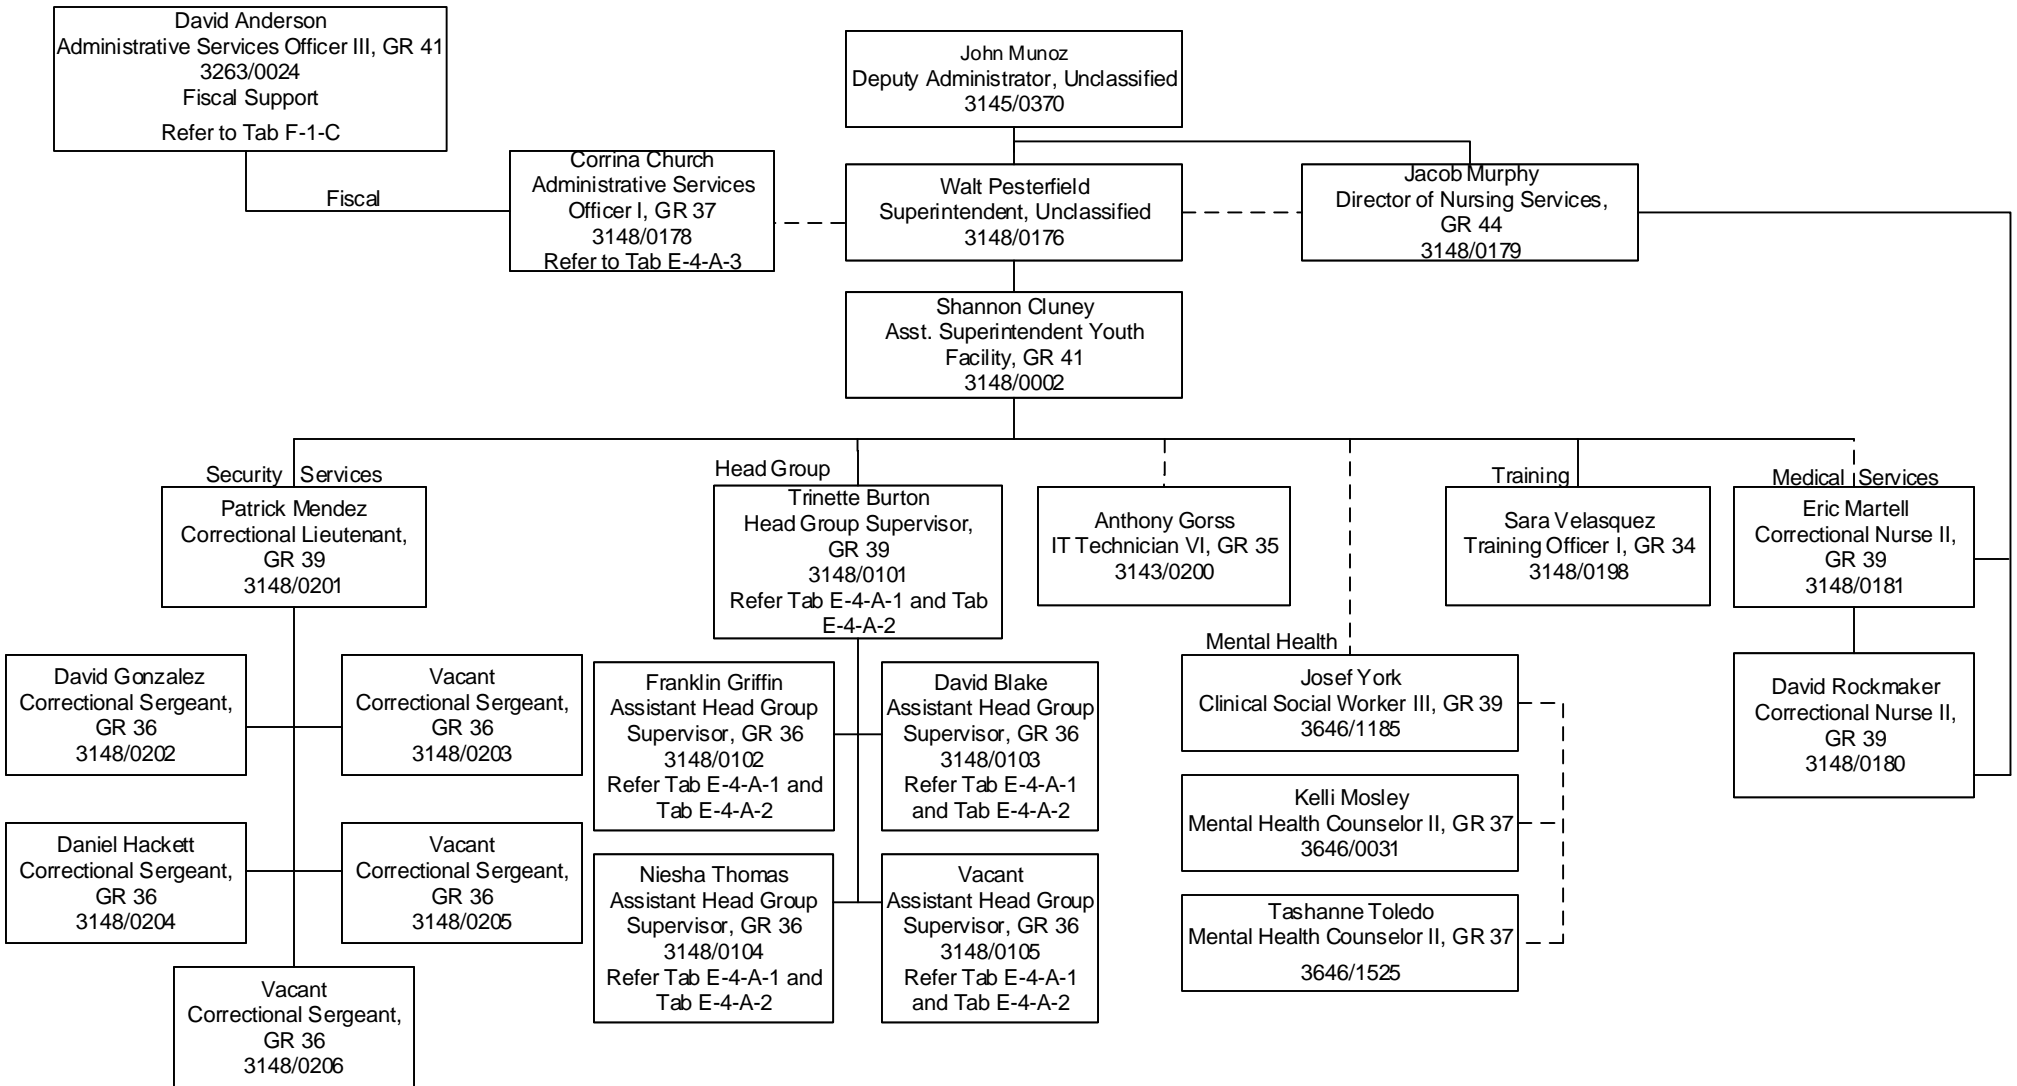 David Anderson
Administrative Services Officer III, GR 41
3263/0024
Fiscal Support
Refer to Tab F-1-C
John Munoz
Deputy Administrator, Unclassified
3145/0370
Fiscal
Corrina Church
Administrative Services
Officer I, GR 37
3148/0178
Refer to Tab E-4-A-3
Walt Pesterfield
Superintendent, Unclassified
3148/0176
Jacob Murphy
Director of Nursing Services,
GR 44
3148/0179
Shannon Cluney
Asst. Superintendent Youth
Facility, GR 41
3148/0002
Security Services
Patrick Mendez
Correctional Lieutenant,
GR 39
3148/0201
Head Group
Trinette Burton
Head Group Supervisor,
GR 39
3148/0101
Refer Tab E-4-A-1 and Tab
E-4-A-2
Anthony Gorss
IT Technician VI, GR 35
3143/0200
Training
Sara Velasquez
Training Officer I, GR 34
3148/0198
Medical Services
Eric Martell
Correctional Nurse II,
GR 39
3148/0181
David Gonzalez
Correctional Sergeant,
GR 36
3148/0202
Vacant
Correctional Sergeant,
GR 36
3148/0203
Franklin Griffin
Assistant Head Group
Supervisor, GR 36
3148/0102
Refer Tab E-4-A-1 and
Tab E-4-A-2
David Blake
Assistant Head Group
Supervisor, GR 36
3148/0103
Refer Tab E-4-A-1
and Tab E-4-A-2
Mental Health
Josef York
Clinical Social Worker III, GR 39
3646/1185
David Rockmaker
Correctional Nurse II,
GR 39
3148/0180
Kelli Mosley
Mental Health Counselor II, GR 37
3646/0031
Daniel Hackett
Correctional Sergeant,
GR 36
3148/0204
Vacant
Correctional Sergeant,
GR 36
3148/0205
Niesha Thomas
Assistant Head Group
Supervisor, GR 36
3148/0104
Refer Tab E-4-A-1 and
Tab E-4-A-2
Vacant
Assistant Head Group
Supervisor, GR 36
3148/0105
Refer Tab E-4-A-1
and Tab E-4-A-2
Tashanne Toledo
Mental Health Counselor II, GR 37
3646/1525
Vacant
Correctional Sergeant,
GR 36
3148/0206